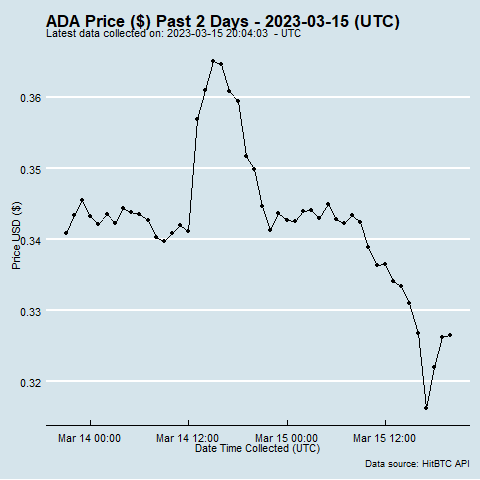 ADA Price ($) Past 2 Days - 2023-03-15 (UTC)
Latest data collected on: 2023-03-15 20:04:03 - UTC
0.36
0.35
0.34
0.33
0.32
Price USD ($)
Mar 14 00:00 Mar 14 12:00 Mar 15 00:00 Mar 15 12:00
Date Time Collected (UTC)
Data source: HitBTC API